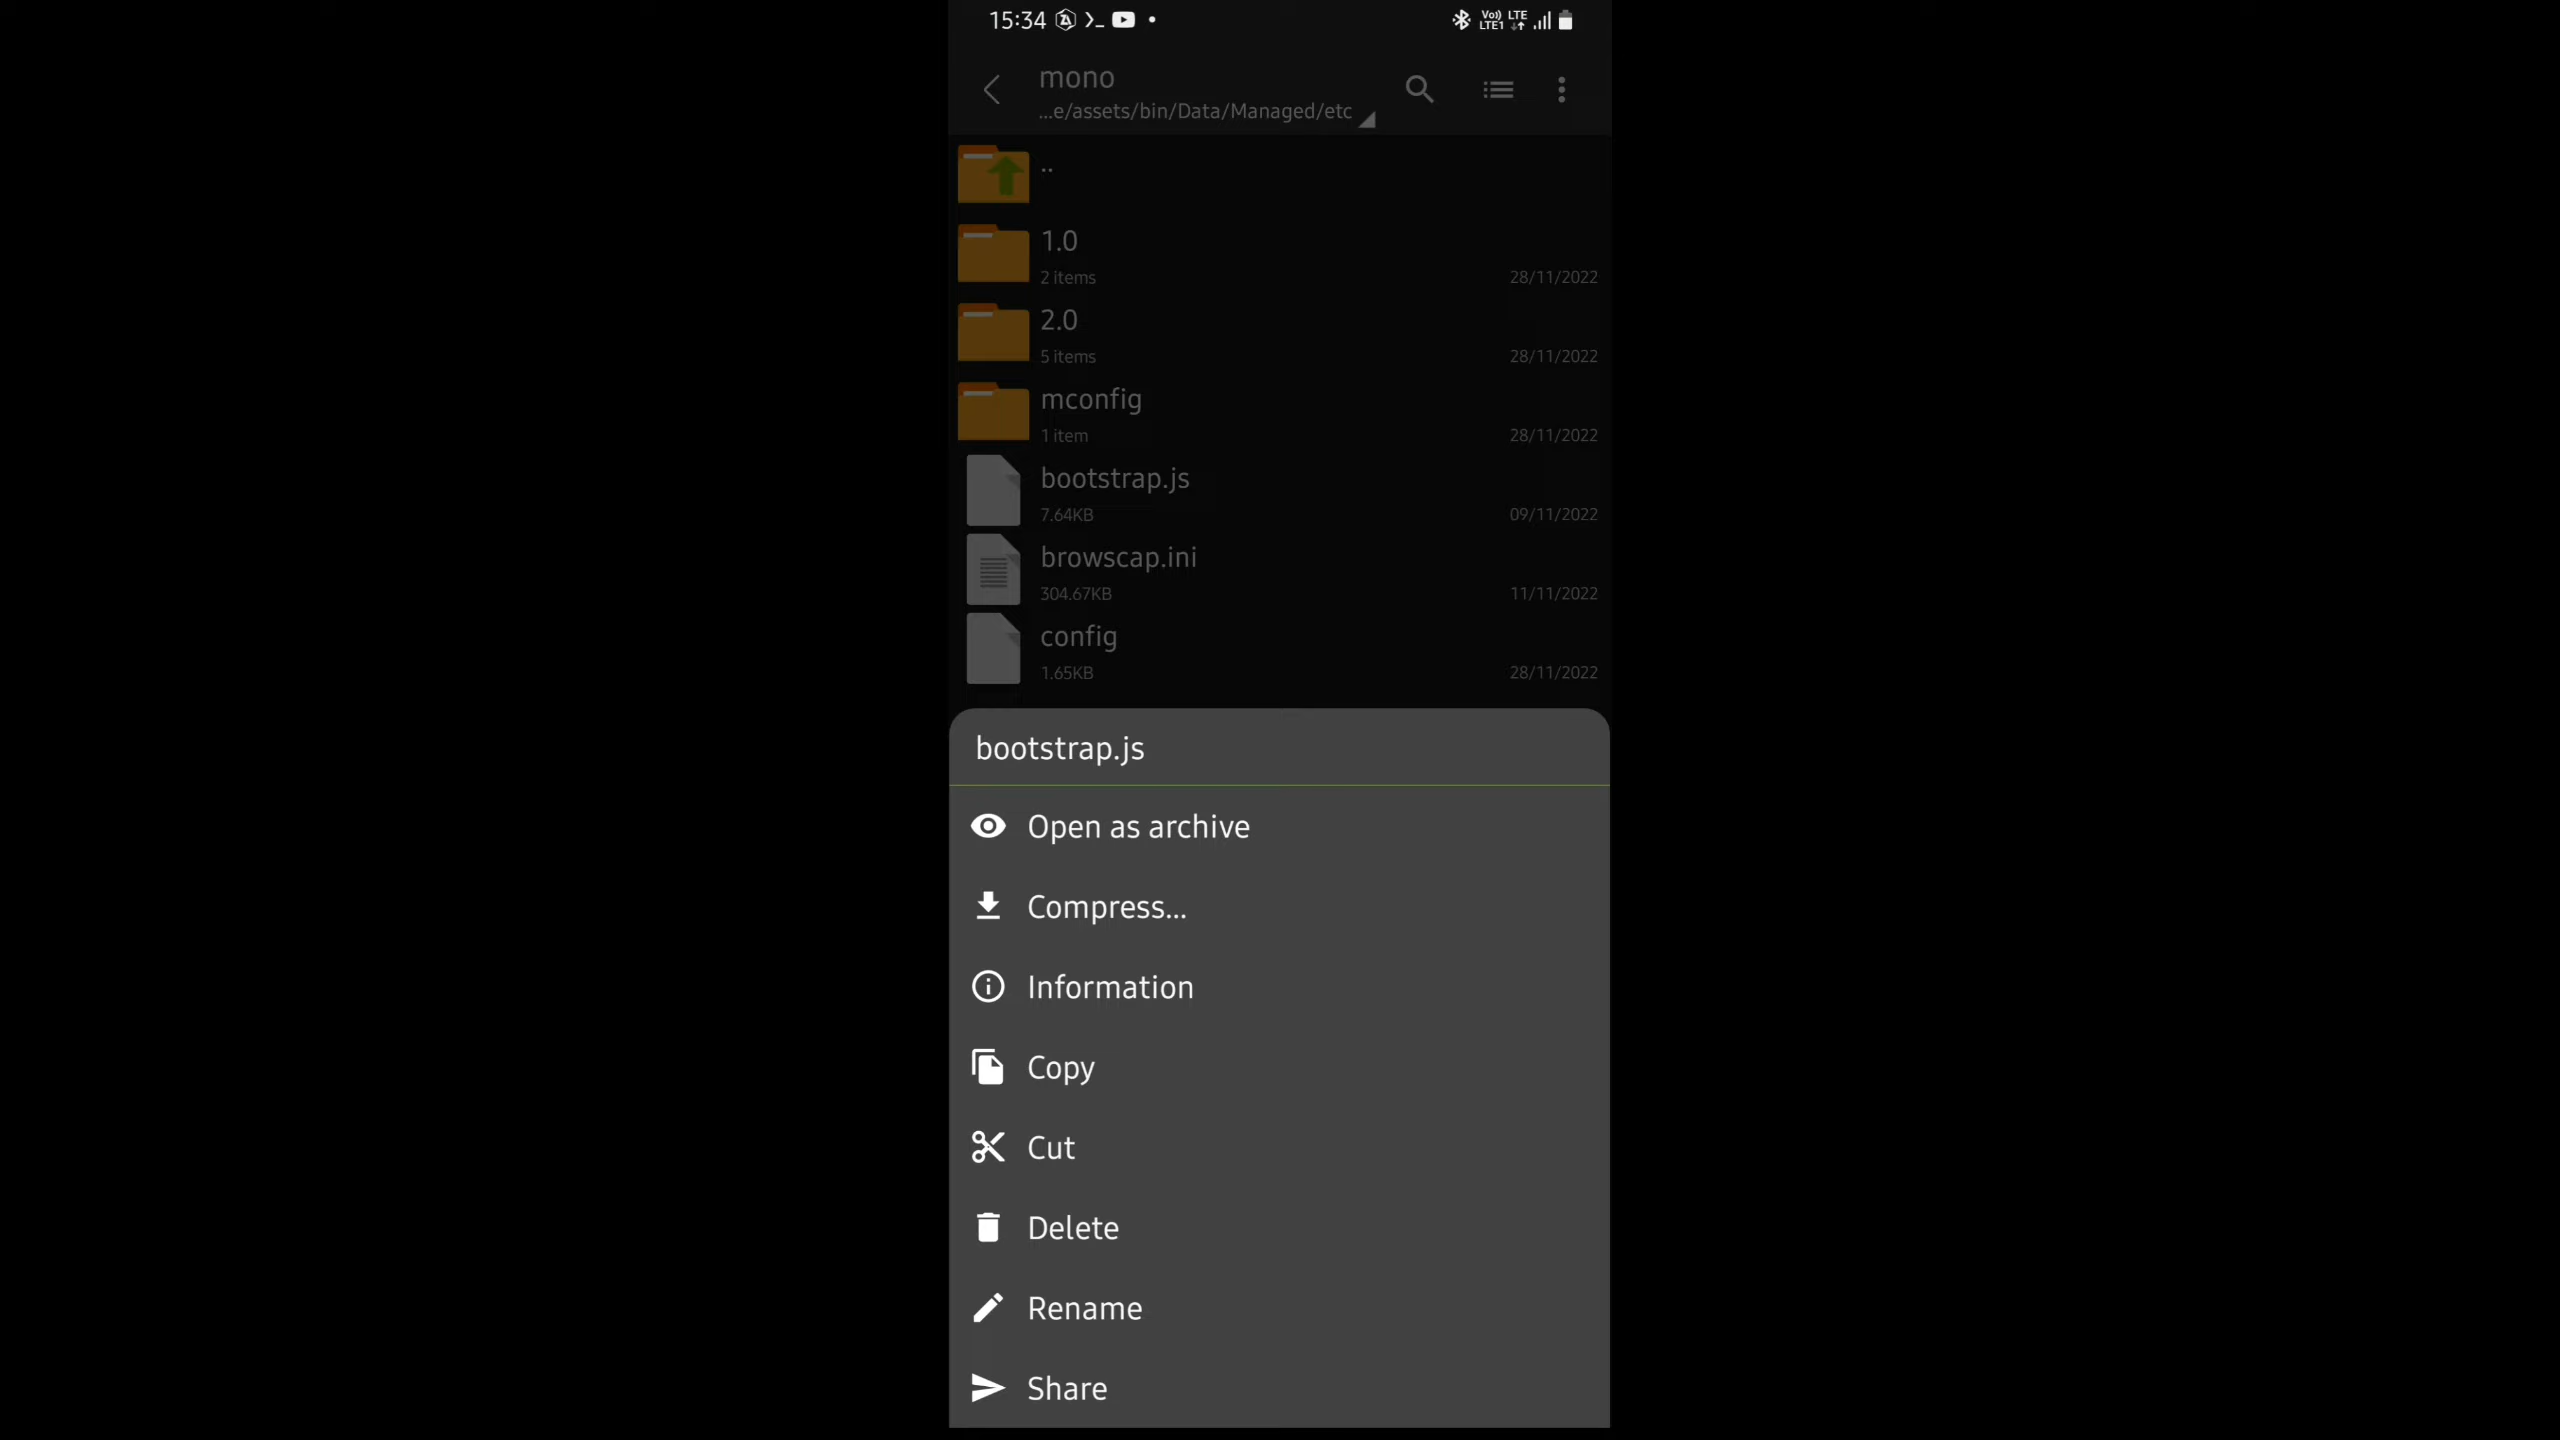 15:34
Vo)) LTE
LTE1
mono
...e/assets/bin/Data/Managed/etc
..
1.0
2 items 28/11/2022
2.0
5 items 28/11/2022
mconfig
1 item 28/11/2022
bootstrap.js
7.64KB 09/11/2022
browscap.ini
304.67KB 11/11/2022
config
1.65KB 28/11/2022
bootstrap.js
Open as archive
Compress...
Information
Copy
Cut
Delete
Rename
Share